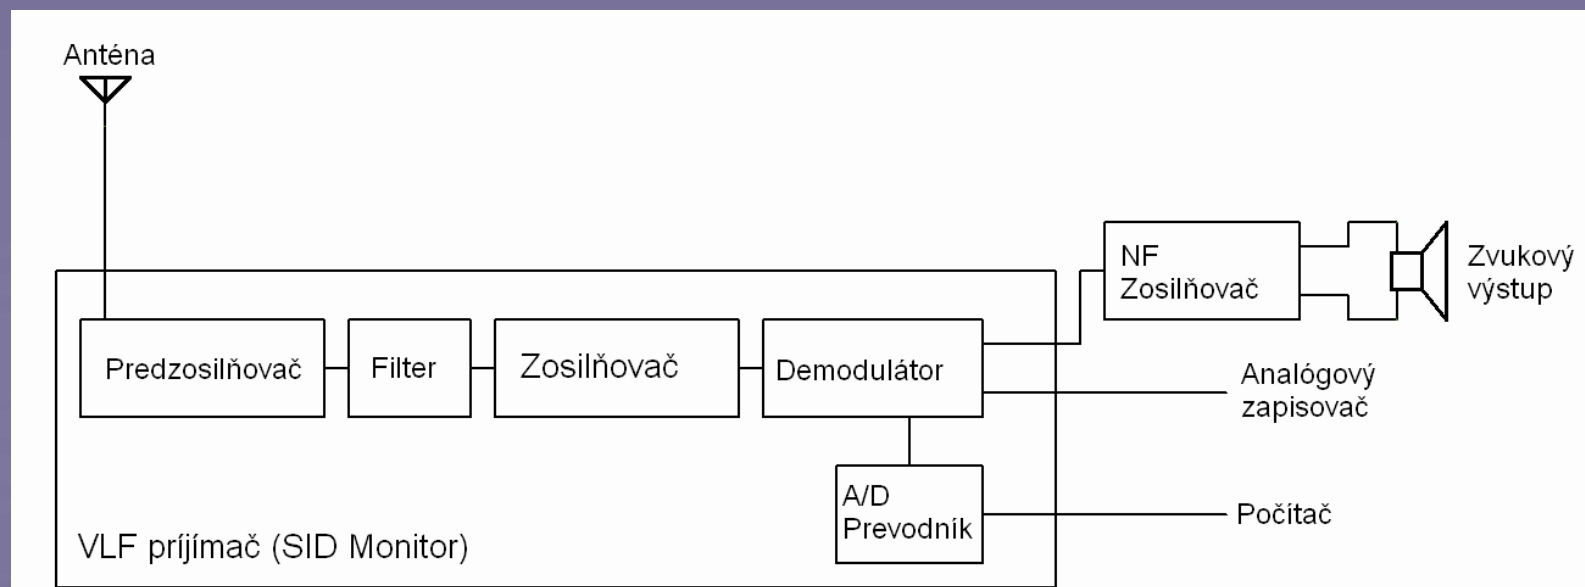 Anténa
NF
Zosilňovač
Zvukový
výstup
Predzosilňovač
Filter
Zosilňovač
Demodulátor
Analógový
zapisovač
A/D
Prevodník
Počítač
VLF príjímač (SID Monitor)